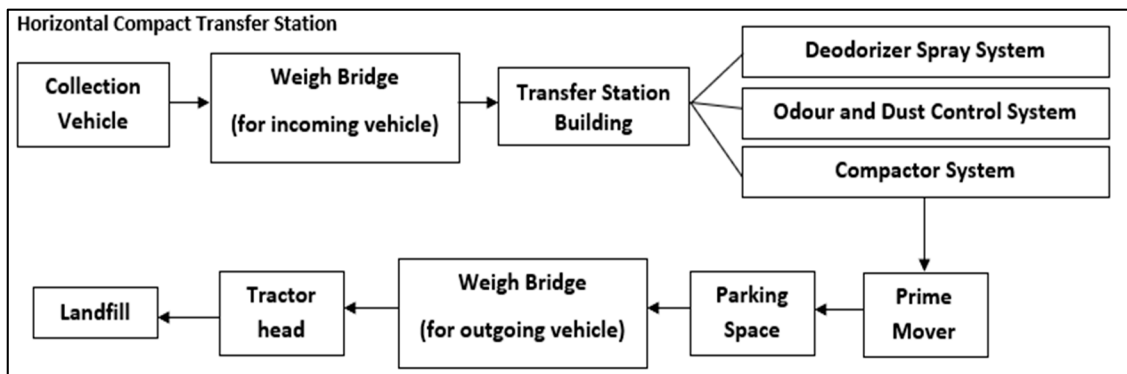 Horizontal Compact Transfer Station
Collection
Vehicle
Weigh Bridge
(for incoming vehicle)
Transfer Station
Building
Deodorizer Spray System
Odour and Dust Control System
Compactor System
Landfill
Tractor
head
Weigh Bridge
(for outgoing vehicle)
Parking
Space
Prime
Mover